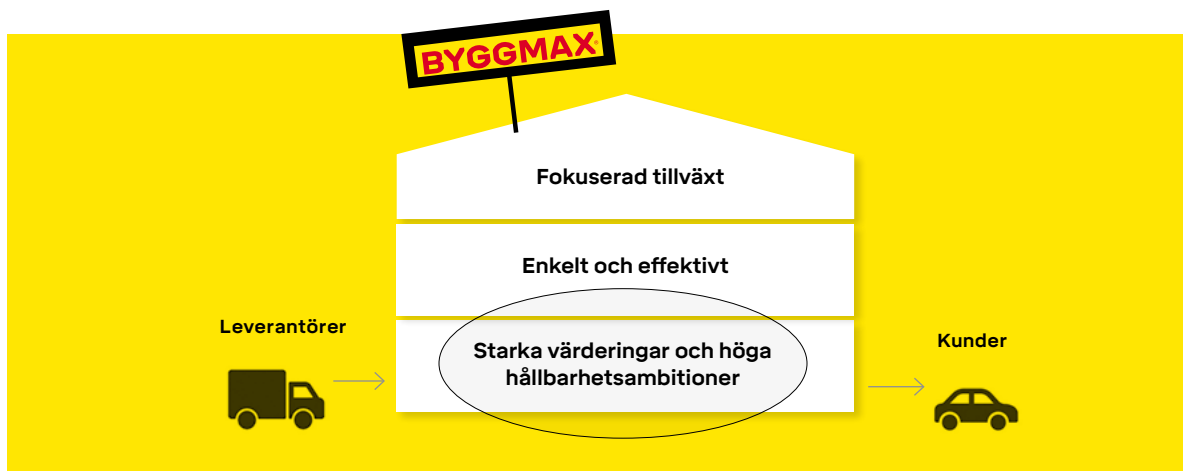 BYGGMAX
Fokuserad tillväxt
Enkelt och effektivt
Leverantörer
Starka värderingar och höga
hållbarhetsambitioner
Kunder